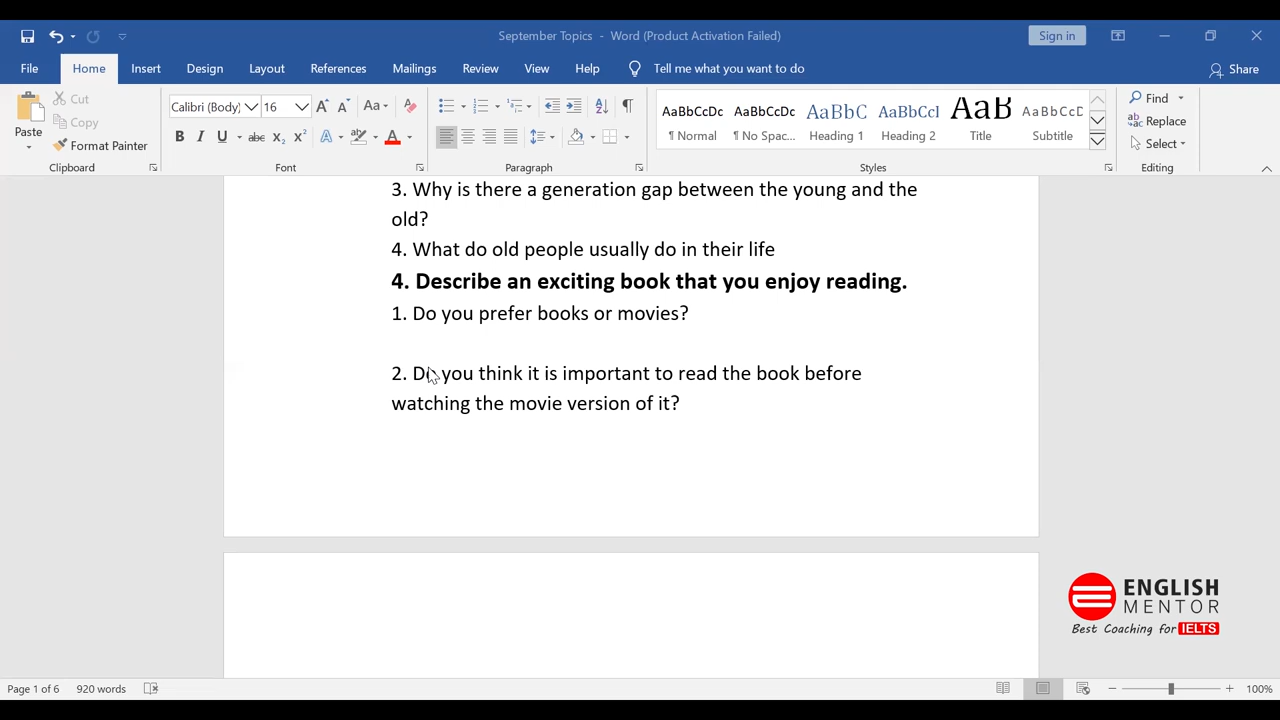 September Topics - Word (Product Activation Failed)
Sign in
File Home Insert Design Layout References Mailings Review View Help Tell me what you want to do Share
Paste
Cut
Copy
Format Painter
Clipboard
Calibri (Body) 16
Font
Paragraph
AaBbCcDc AaBbCcDc AaBbC AaBbCcI AaB AaBbCcD
¶ Normal ¶ No Spac... Heading 1 Heading 2 Title Subtitle
Styles
Find
Replace
Select
Editing
3. Why is there a generation gap between the young and the
old?
4. What do old people usually do in their life
4. Describe an exciting book that you enjoy reading.
1. Do you prefer books or movies?
2. Do you think it is important to read the book before
watching the movie version of it?
ENGLISH
MENTOR
Best Coaching for IELTS
Page 1 of 6 920 words 100%